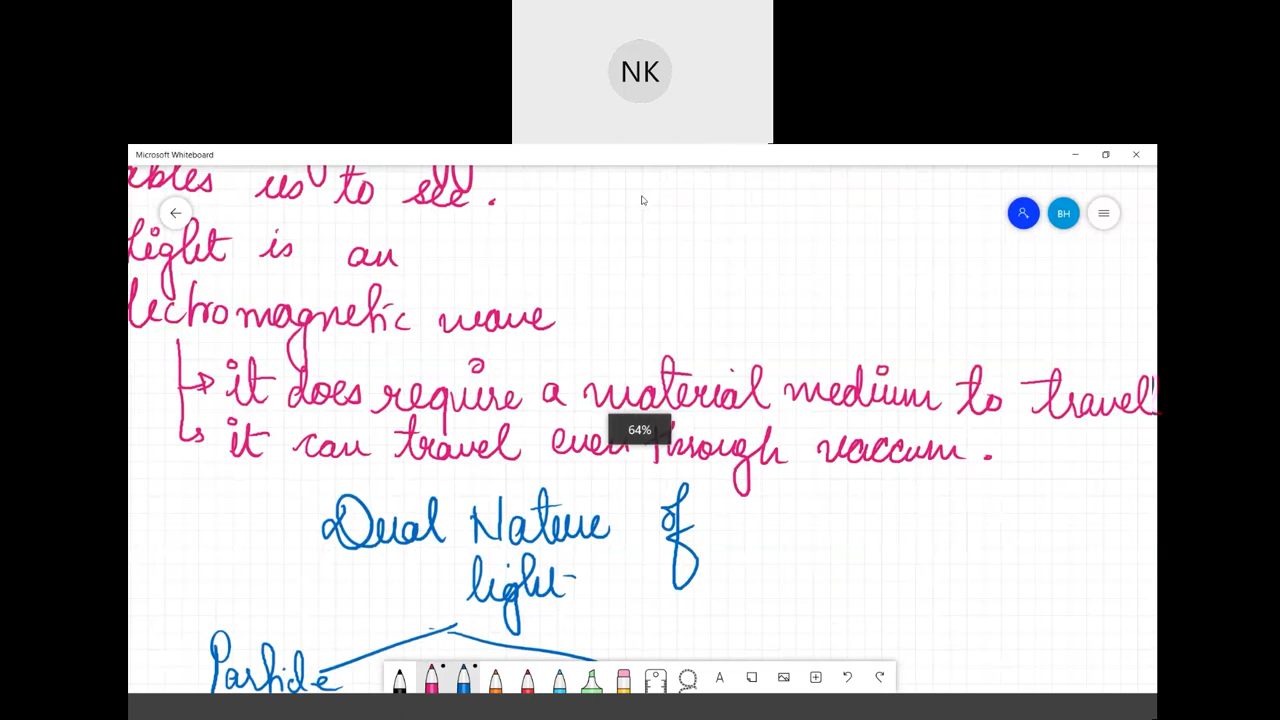 NK
Microsoft Whiteboard
ables us to see.
light is an
BH
lectromagnetic wave
it does require a material medium to travel
64%
it can travel even through vaccum.
Dual Nature of
light
Particle
A